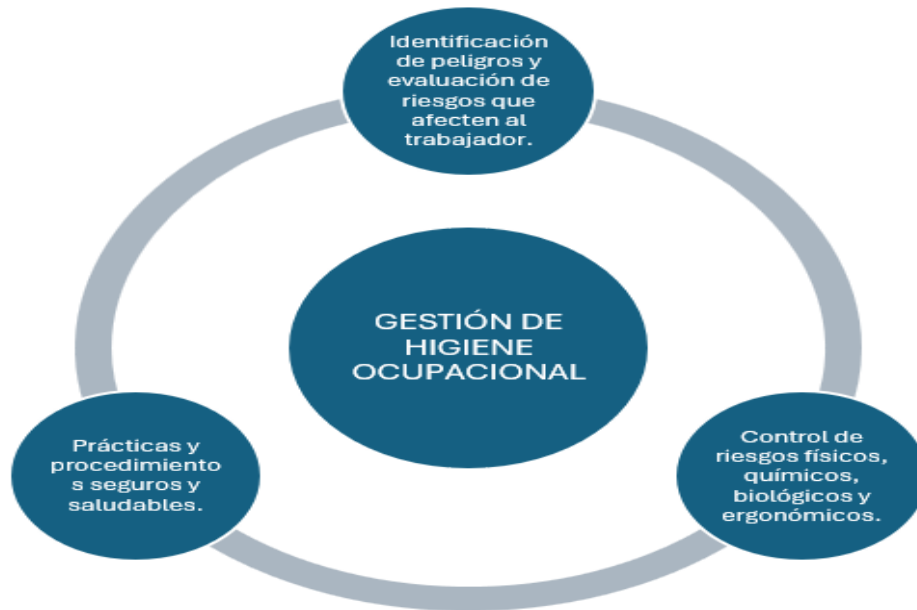 Identificación
de peligros y
evaluación de
riesgos que
afecten al
trabajador.
GESTIÓN DE
HIGIENE
OCUPACIONAL
Prácticas y
procedimiento
s seguros y
saludables.
Control de
riesgos físicos,
químicos,
biológicos y
ergonómicos.